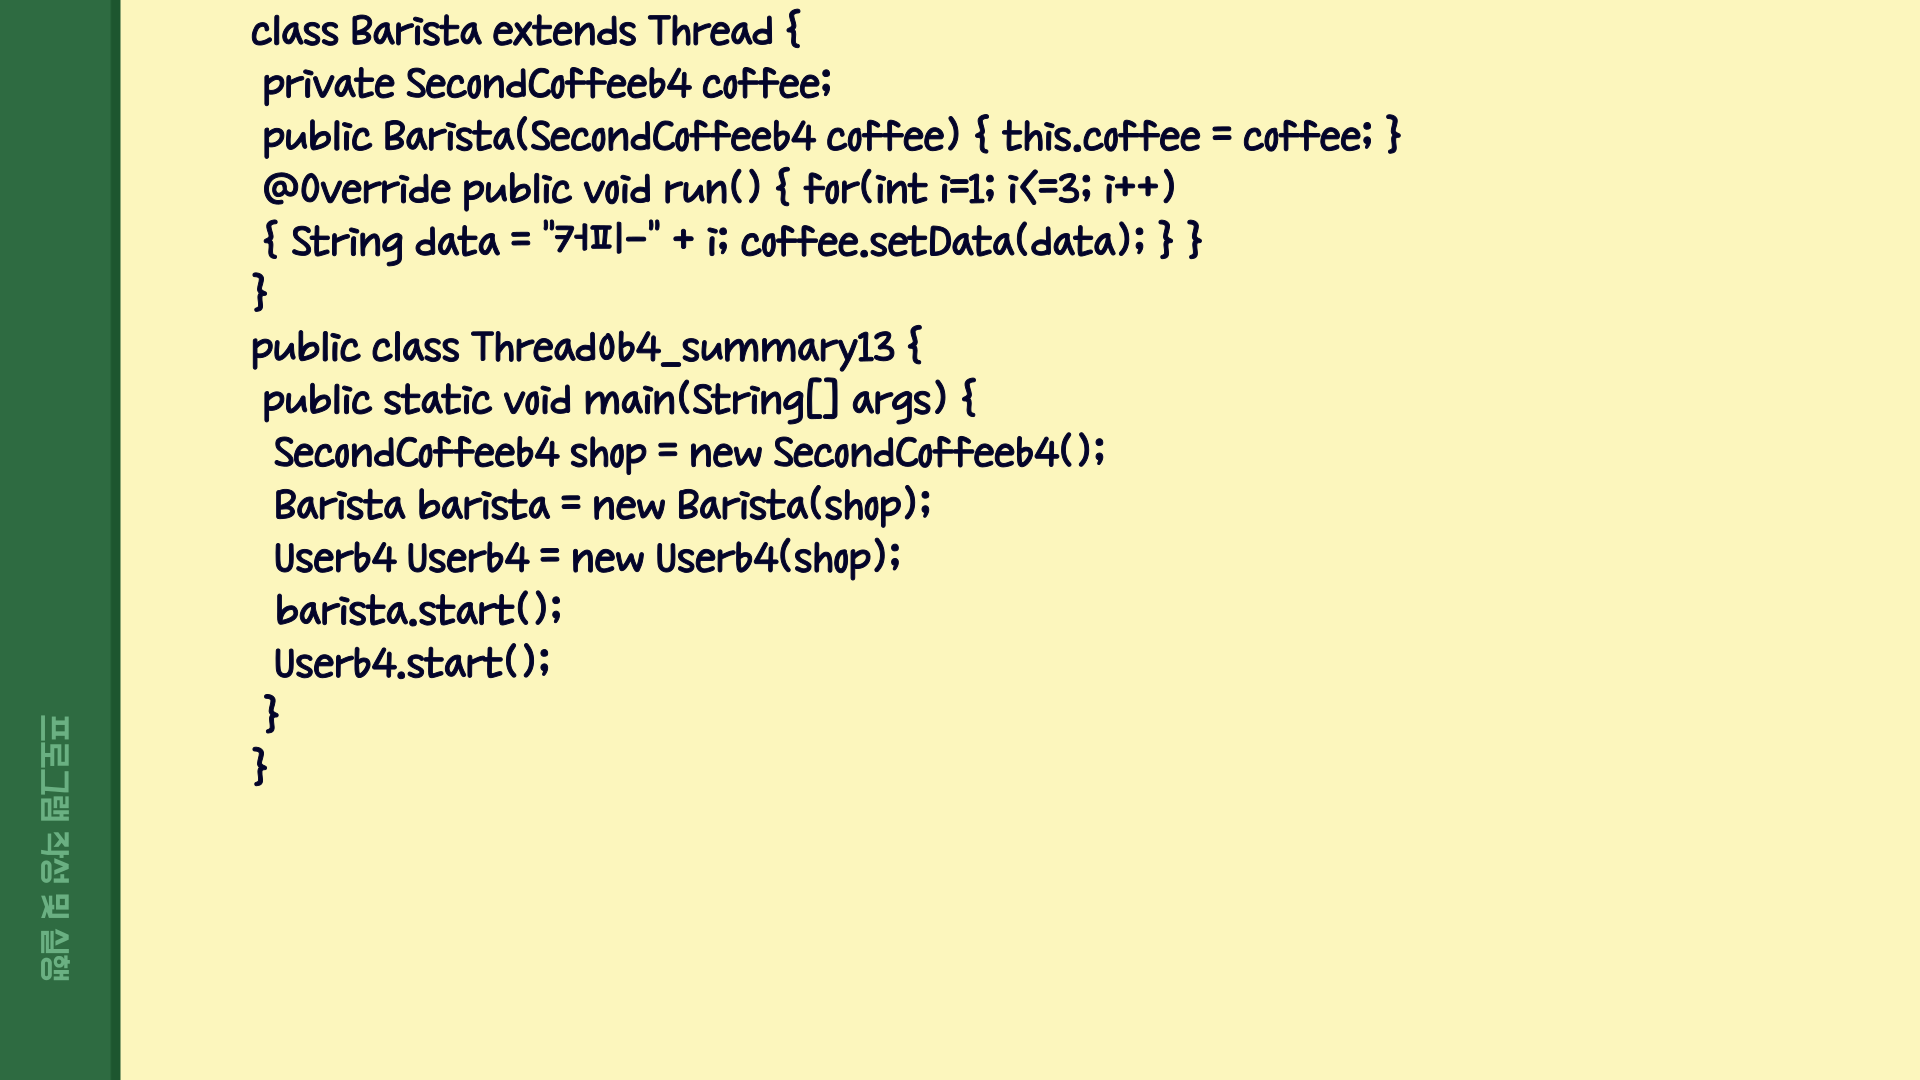 class Barista extends Thread {
private SecondCoffeeb4 coffee;
public Barista(SecondCoffeeb4 coffee) { this.coffee = coffee; }
@Override public void run() { for(int i=1; i<=3; i++)
{ String data = "커피-" + i; coffee.setData(data); } }
}
public class Thread0b4_summary13 {
public static void main(String[] args) {
SecondCoffeeb4 shop = new SecondCoffeeb4();
Barista barista = new Barista(shop);
Userb4 Userb4 = new Userb4(shop);
barista.start();
Userb4.start();
}
}
프로그램 작성 및 실행